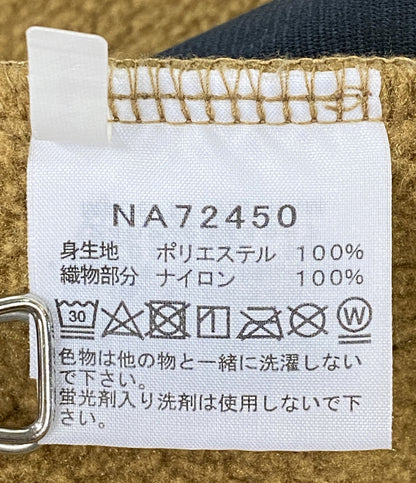 NA72450
身生地 ポリエステル 100%
織物部分 ナイロン 100%
30 W
色物は他の物と一緒に洗濯しない
で下さい。
蛍光剤入り洗剤は使用しないで下
さい。